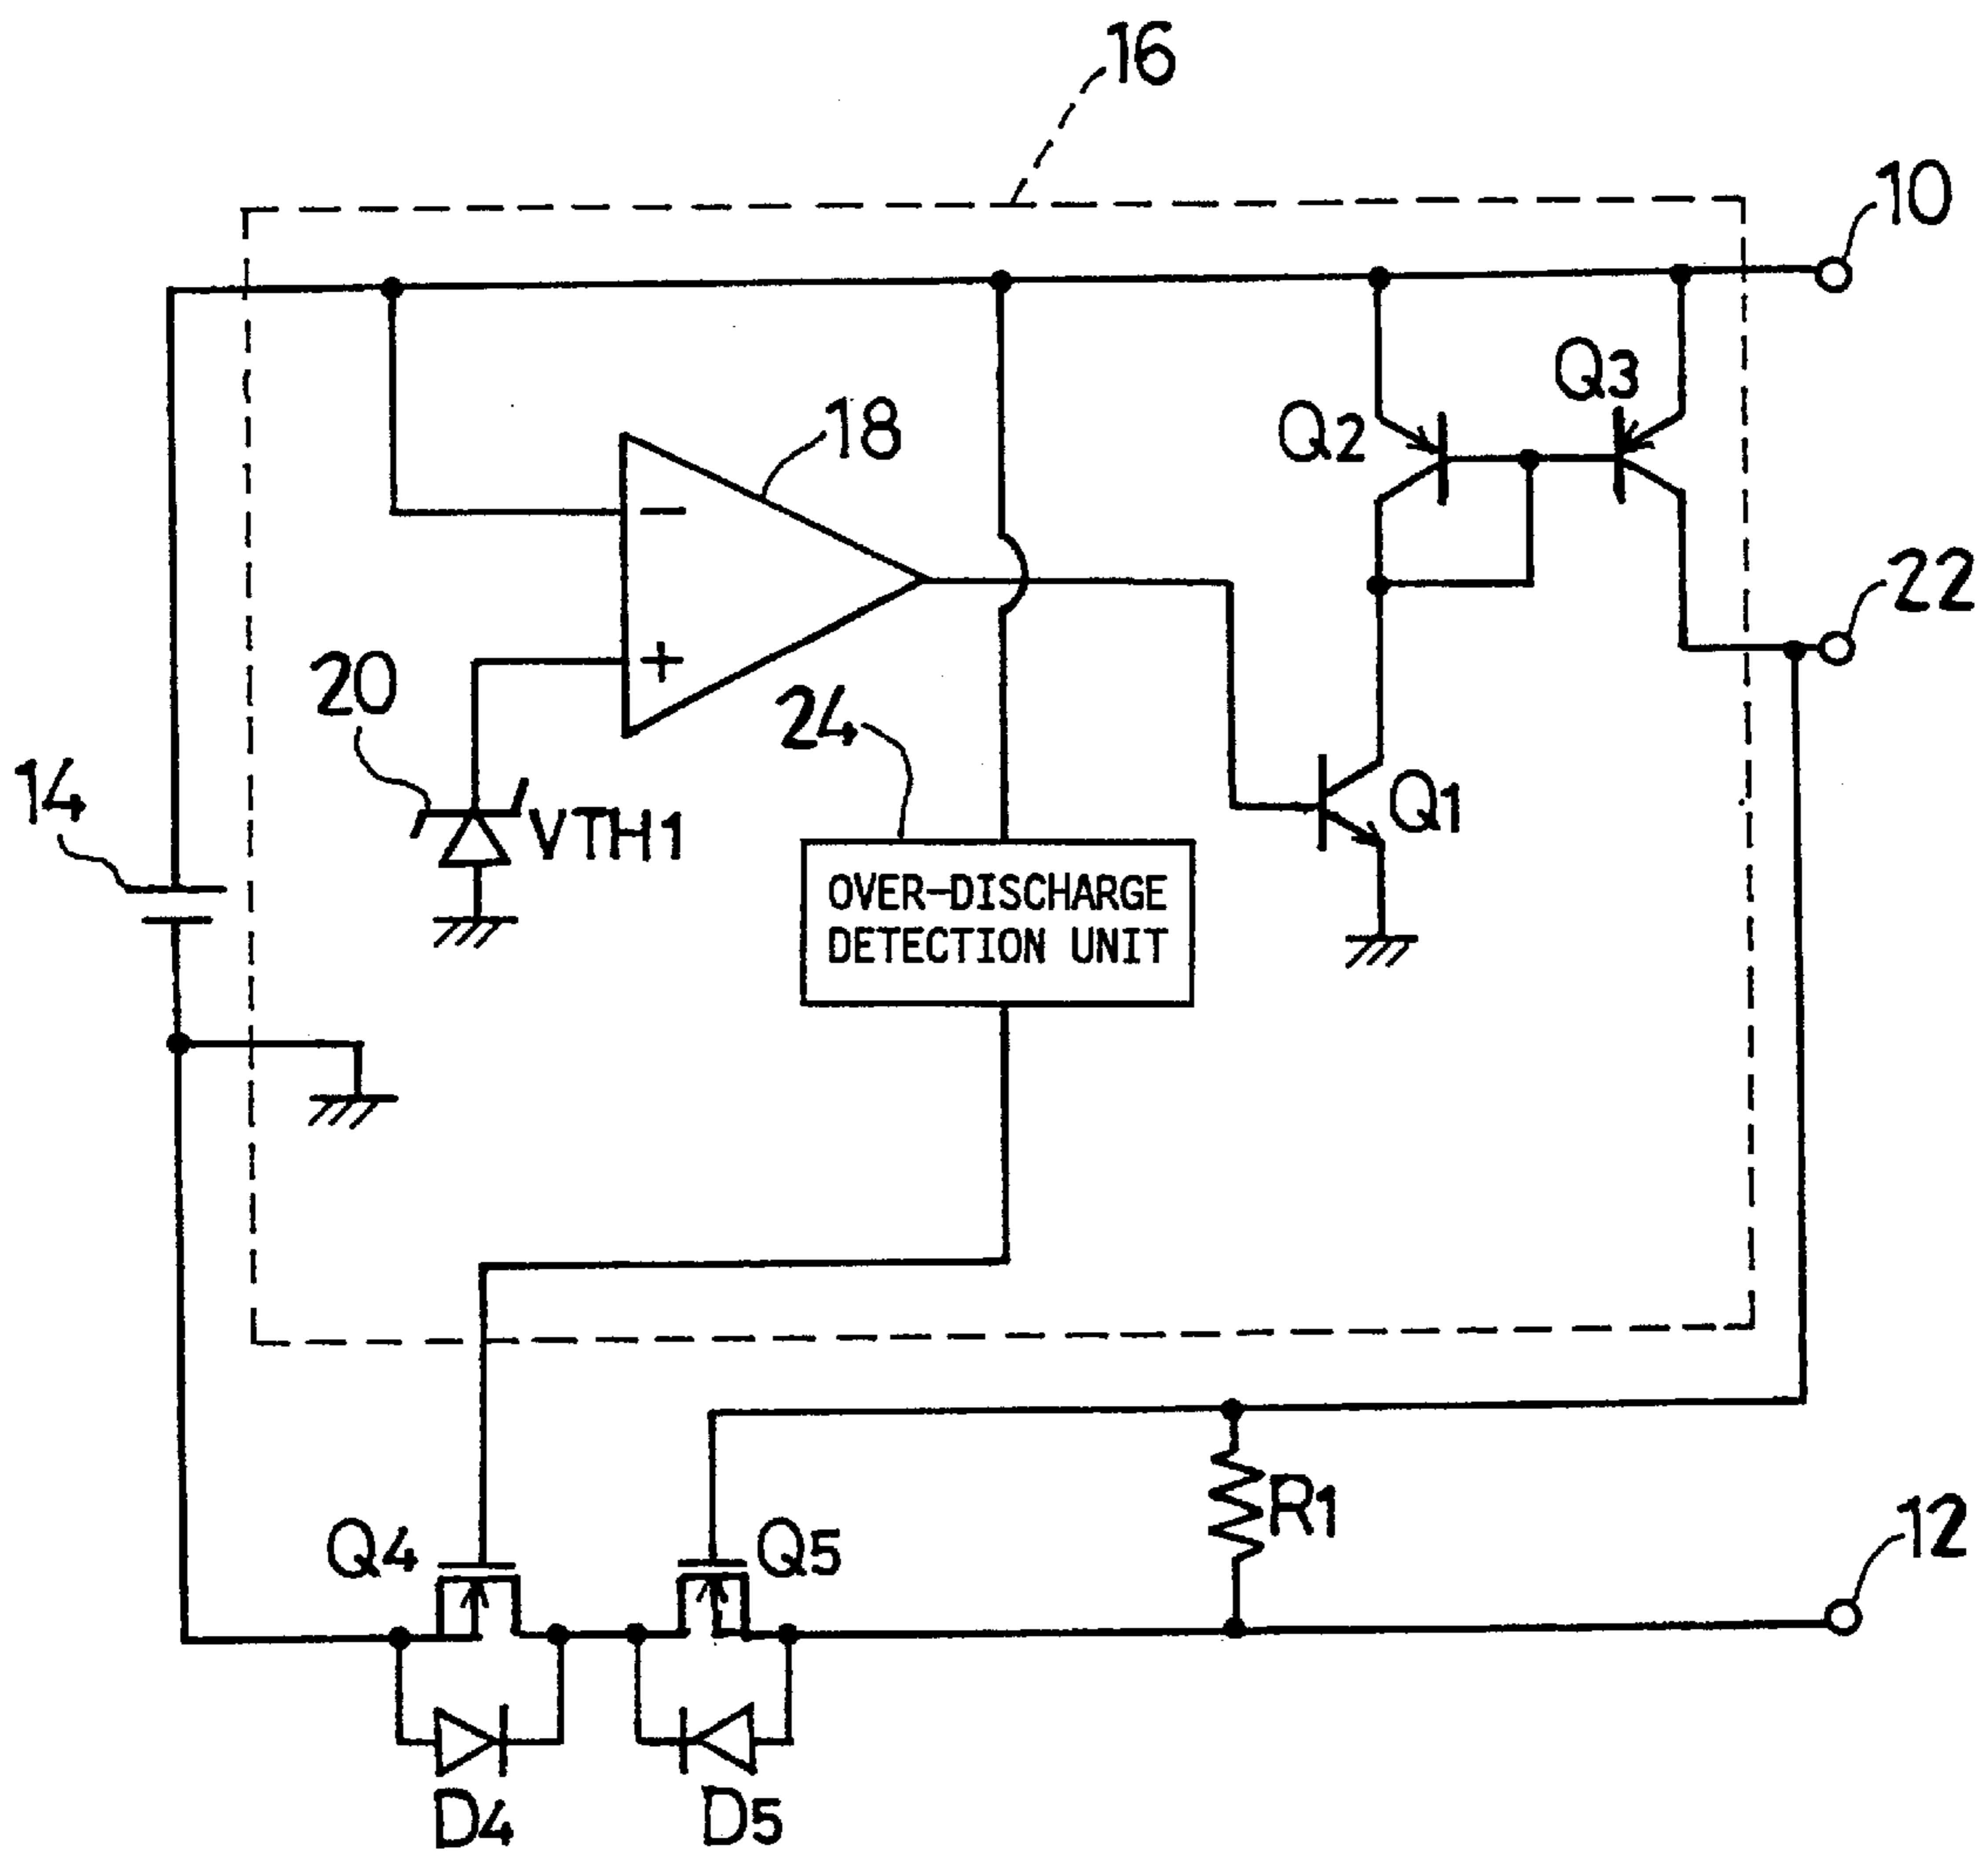 16
10
Q3
Q2
18
−
22
+
20
24
VTH1
14
Q1
OVER-DISCHARGE
DETECTION UNIT
R1
12
Q4
Q5
D4
D5